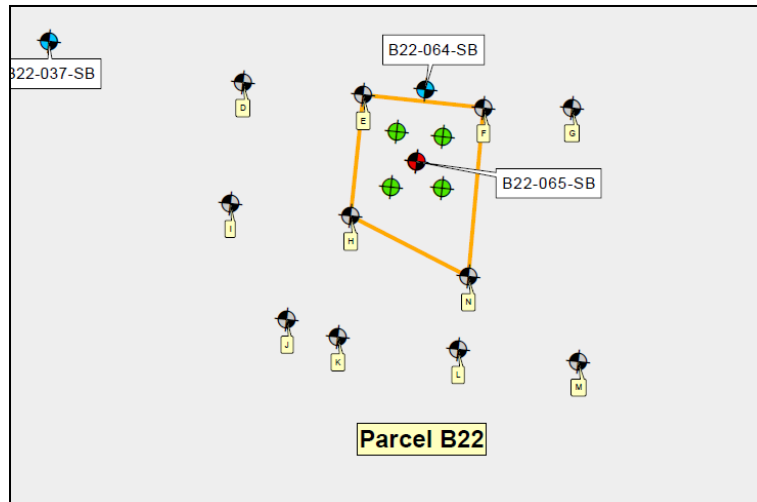 B22-064-SB
B22-037-SB
D
E
F
G
B22-065-SB
I
H
N
J
K
L
M
Parcel B22